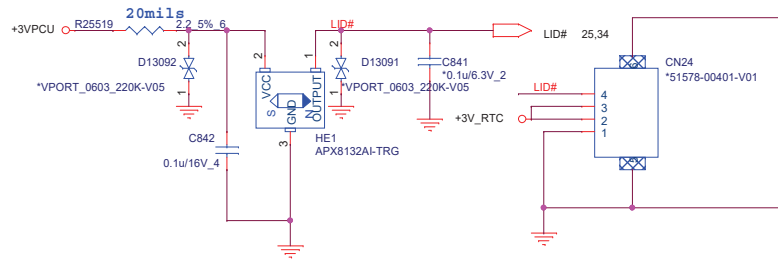 20mils
+3VPCU R25519 2.2_5%_6
LID#
LID# 25,34
D13092
*VPORT_0603_220K-V05
2
1
2
VCC
1
OUTPUT
S N
GND
3
HE1
APX8132AI-TRG
D13091
*VPORT_0603_220K-V05
2
1
C841
*0.1u/6.3V_2
C842
0.1u/16V_4
CN24
*51578-00401-V01
LID#
+3V_RTC
4
3
2
1